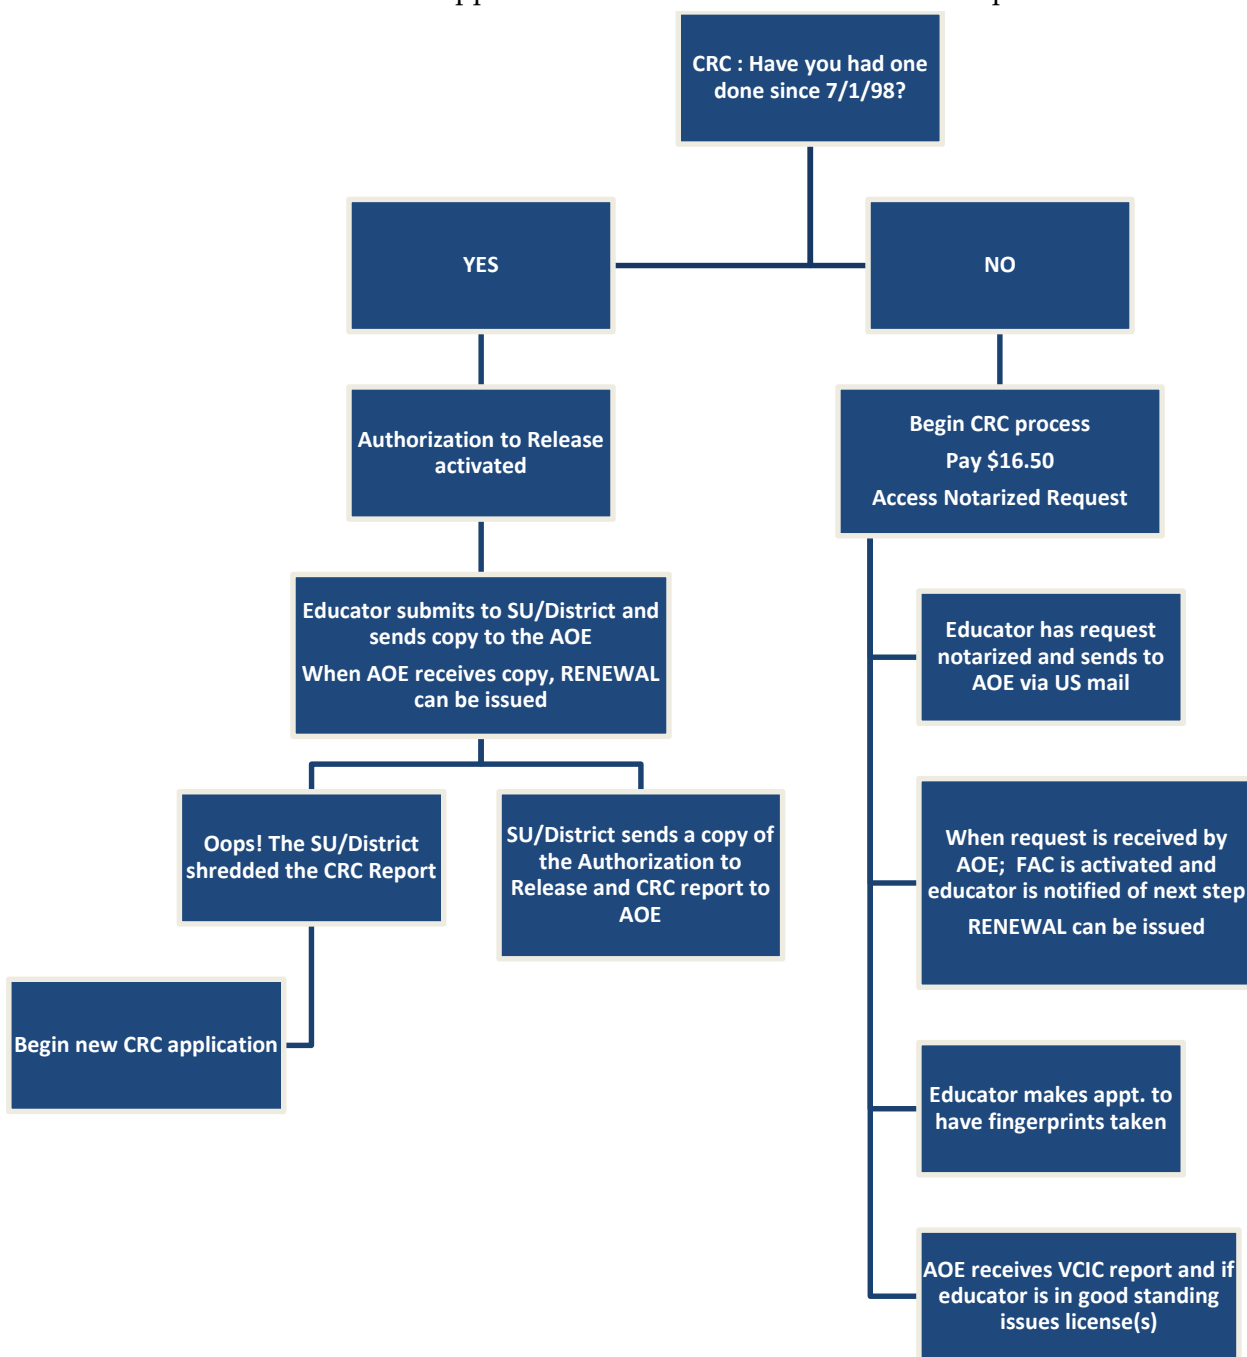 CRC : Have you had one
done since 7/1/98?
YES
NO
Authorization to Release
activated
Begin CRC process
Pay $16.50
Access Notarized Request
Educator submits to SU/District and
sends copy to the AOE
When AOE receives copy, RENEWAL
can be issued
Educator has request
notarized and sends to
AOE via US mail
Oops! The SU/District
shredded the CRC Report
SU/District sends a copy of
the Authorization to
Release and CRC report to
AOE
When request is received by
AOE;  FAC is activated and
educator is notified of next step
RENEWAL can be issued
Begin new CRC application
Educator makes appt. to
have fingerprints taken
AOE receives VCIC report and if
educator is in good standing
issues license(s)